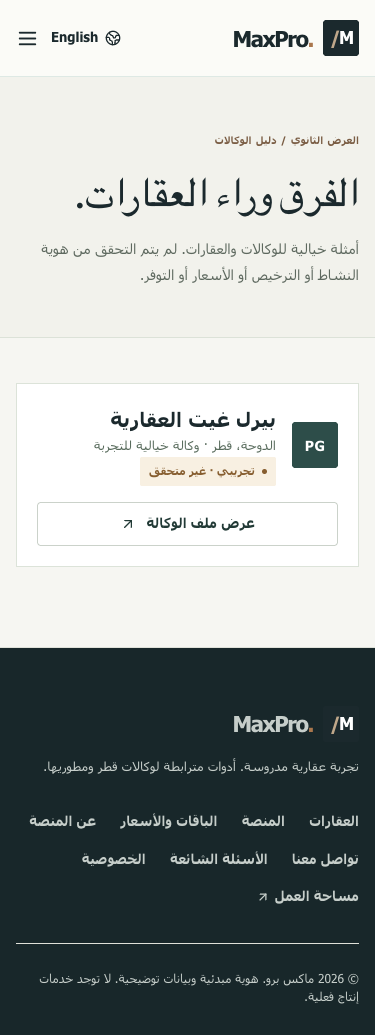 /M MaxPro. English
العرض الثانوي / دليل الوكالات
الفرق وراء العقارات.
أمثلة خيالية للوكالات والعقارات. لم يتم التحقق من هوية
النشاط أو الترخيص أو الأسعار أو التوفر.
PG
بيرل غيت العقارية
الدوحة، قطر · وكالة خيالية للتجربة
تجريبي · غير متحقق
عرض ملف الوكالة
/M MaxPro.
تجربة عقارية مدروسة. أدوات مترابطة لوكالات قطر ومطوريها.
العقارات المنصة الباقات والأسعار عن المنصة
تواصل معنا الأسئلة الشائعة الخصوصية
مساحة العمل
© 2026 ماكس برو. هوية مبدئية وبيانات توضيحية. لا توجد خدمات
إنتاج فعلية.